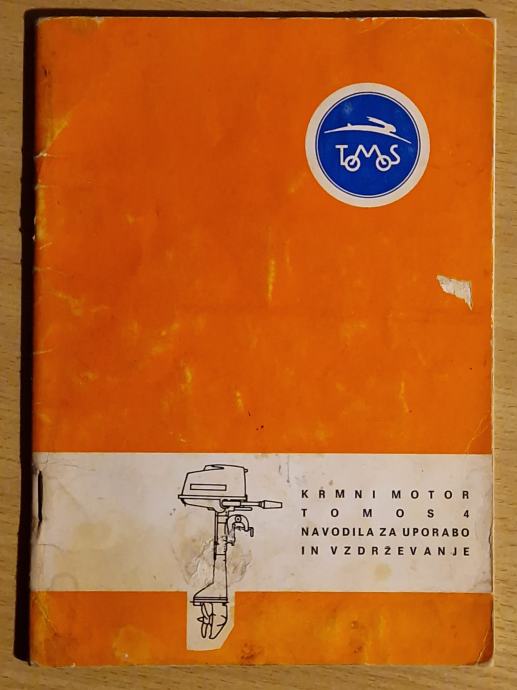 TOMOS
KRMNI MOTOR
TOMOS 4
NAVODILA ZA UPORABO
IN VZDRŽEVANJE